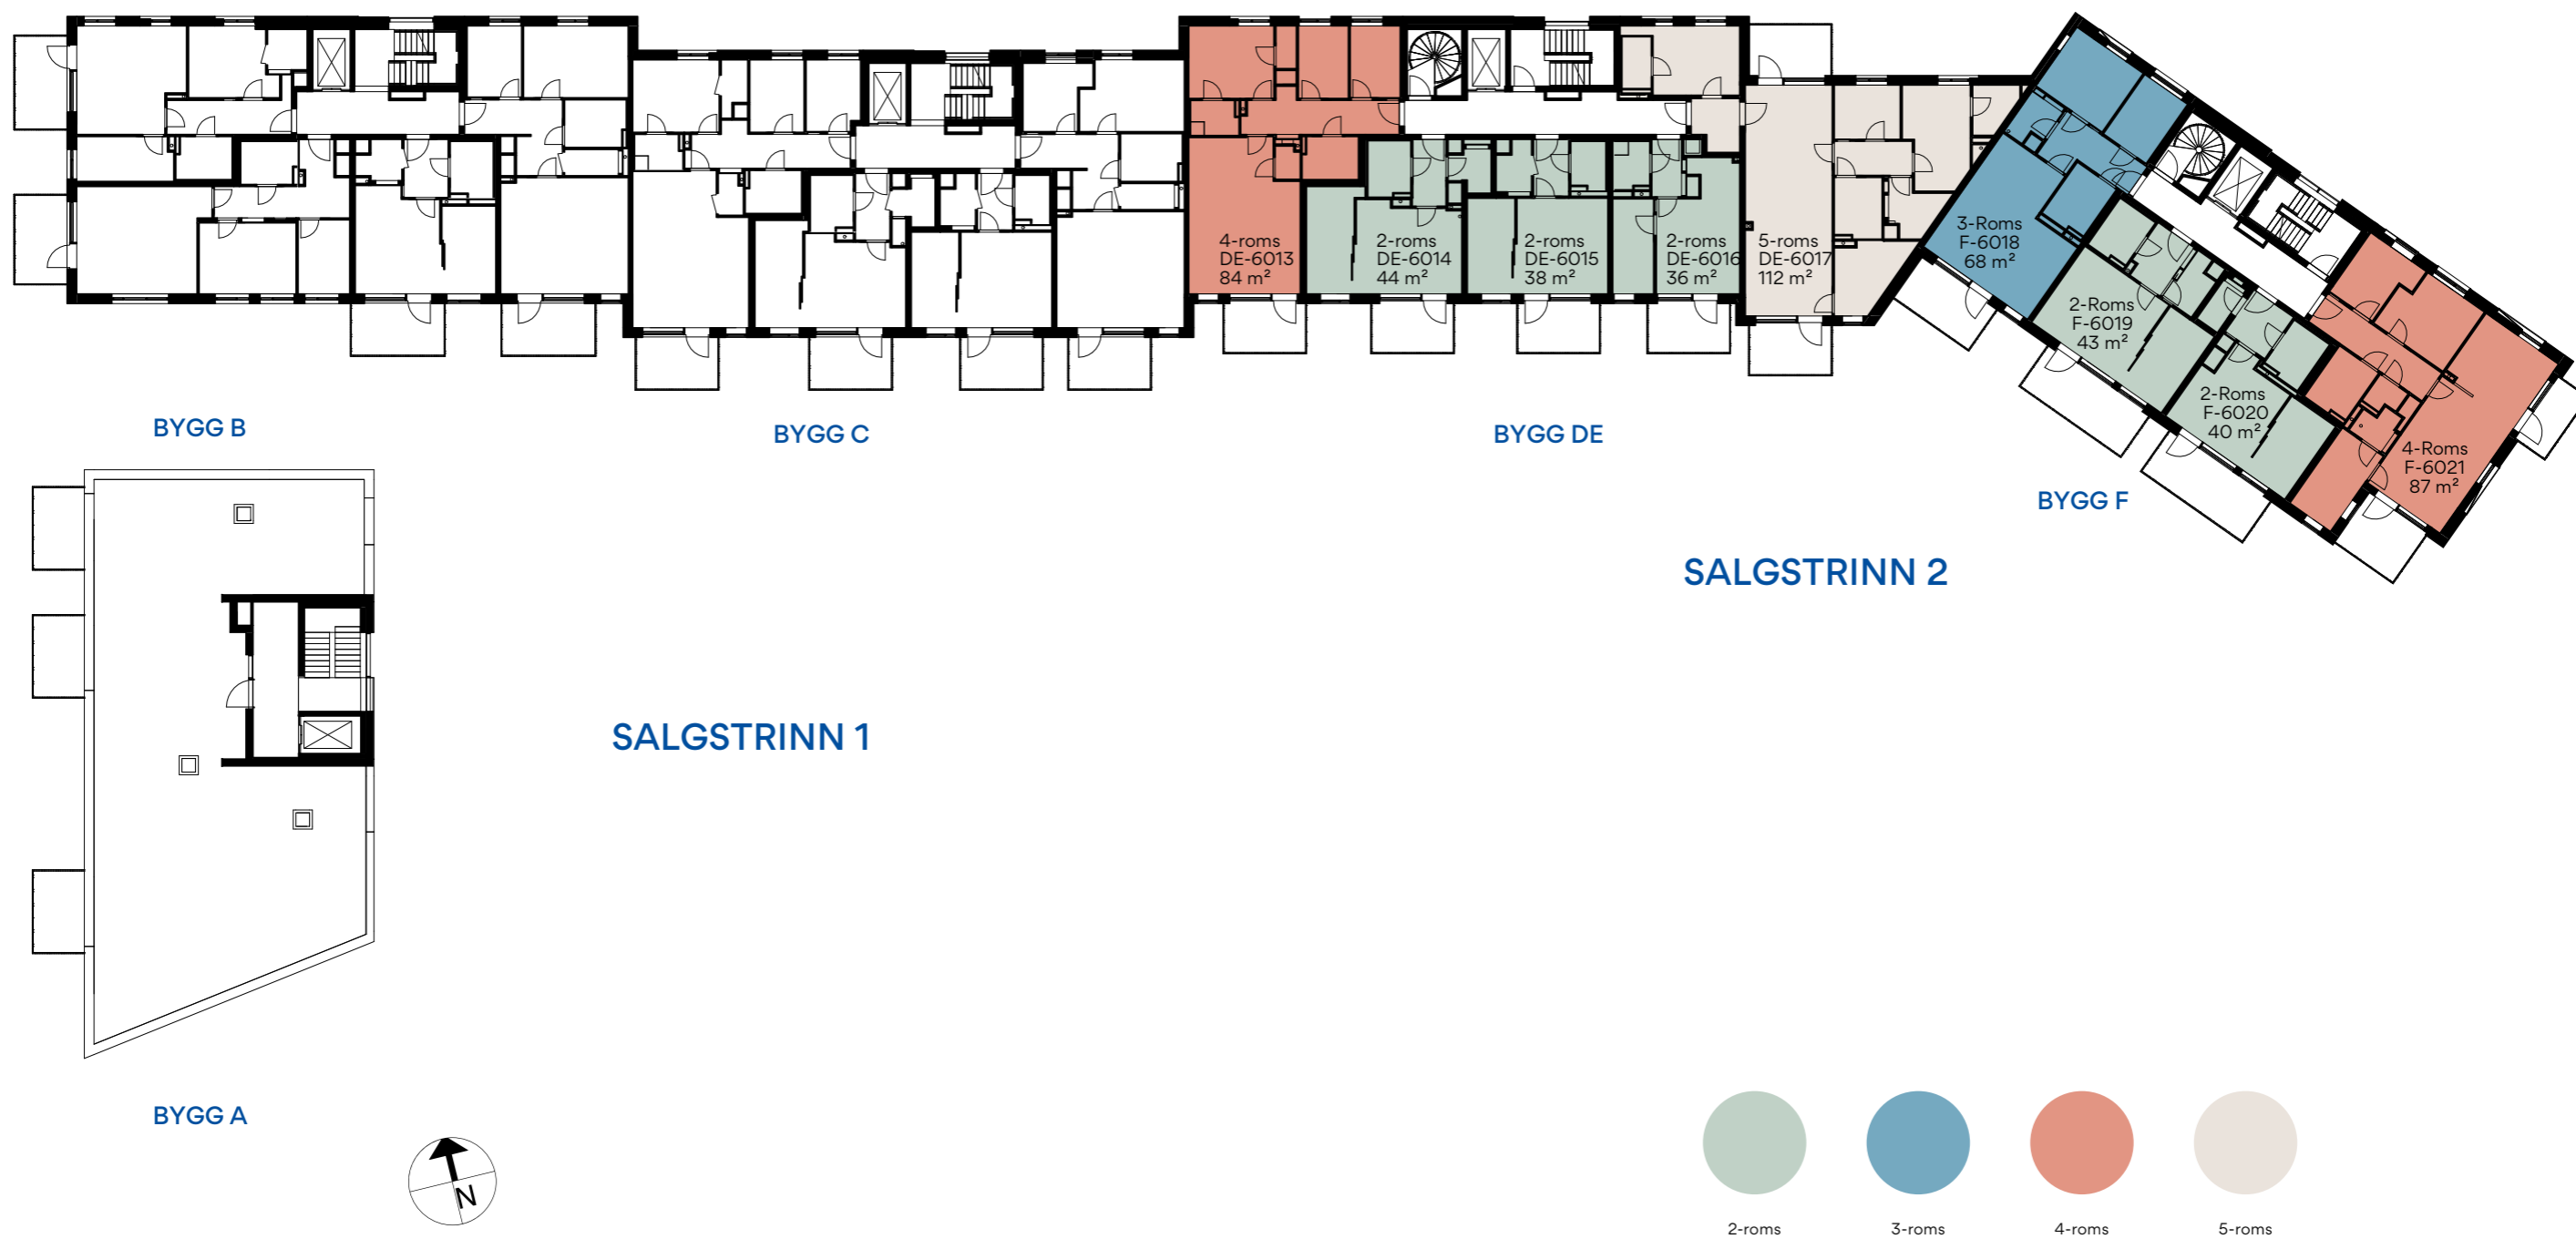 4-roms
DE-6013
84 m²
2-roms
DE-6014
44 m²
2-roms
DE-6015
38 m²
2-roms
DE-6016
36 m²
5-roms
DE-6017
112 m²
3-Roms
F-6018
68 m²
2-Roms
F-6019
43 m²
2-Roms
F-6020
40 m²
4-Roms
F-6021
87 m²
BYGG B
BYGG C
BYGG DE
BYGG F
SALGSTRINN 2
SALGSTRINN 1
BYGG A
N
2-roms
3-roms
4-roms
5-roms